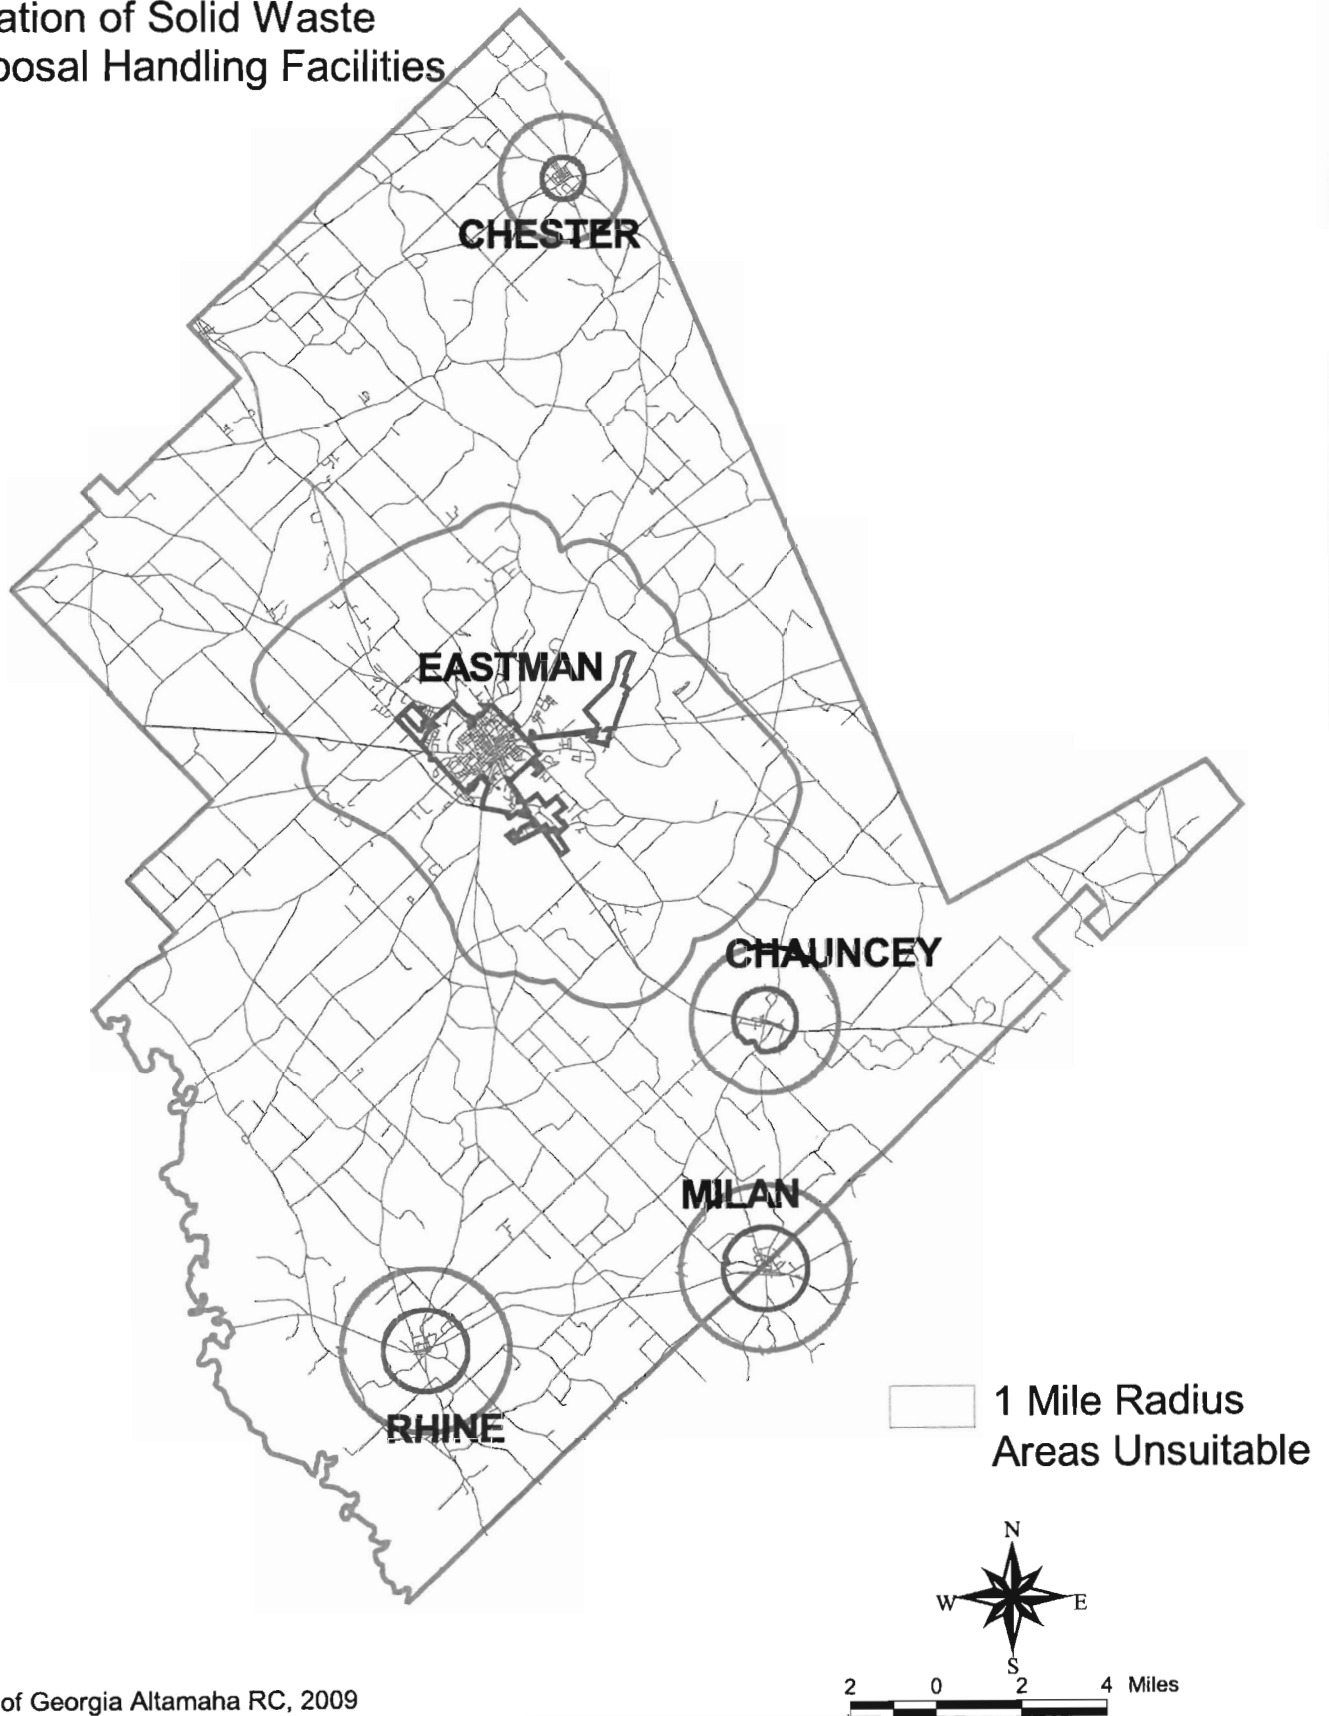 ation of Solid Waste
posal Handling Facilities
CHESTER
EASTMAN
CHAUNCEY
MILAN
RHINE
1 Mile Radius
Areas Unsuitable
N
W E
S
2 0 2 4 Miles
of Georgia Altamaha RC, 2009